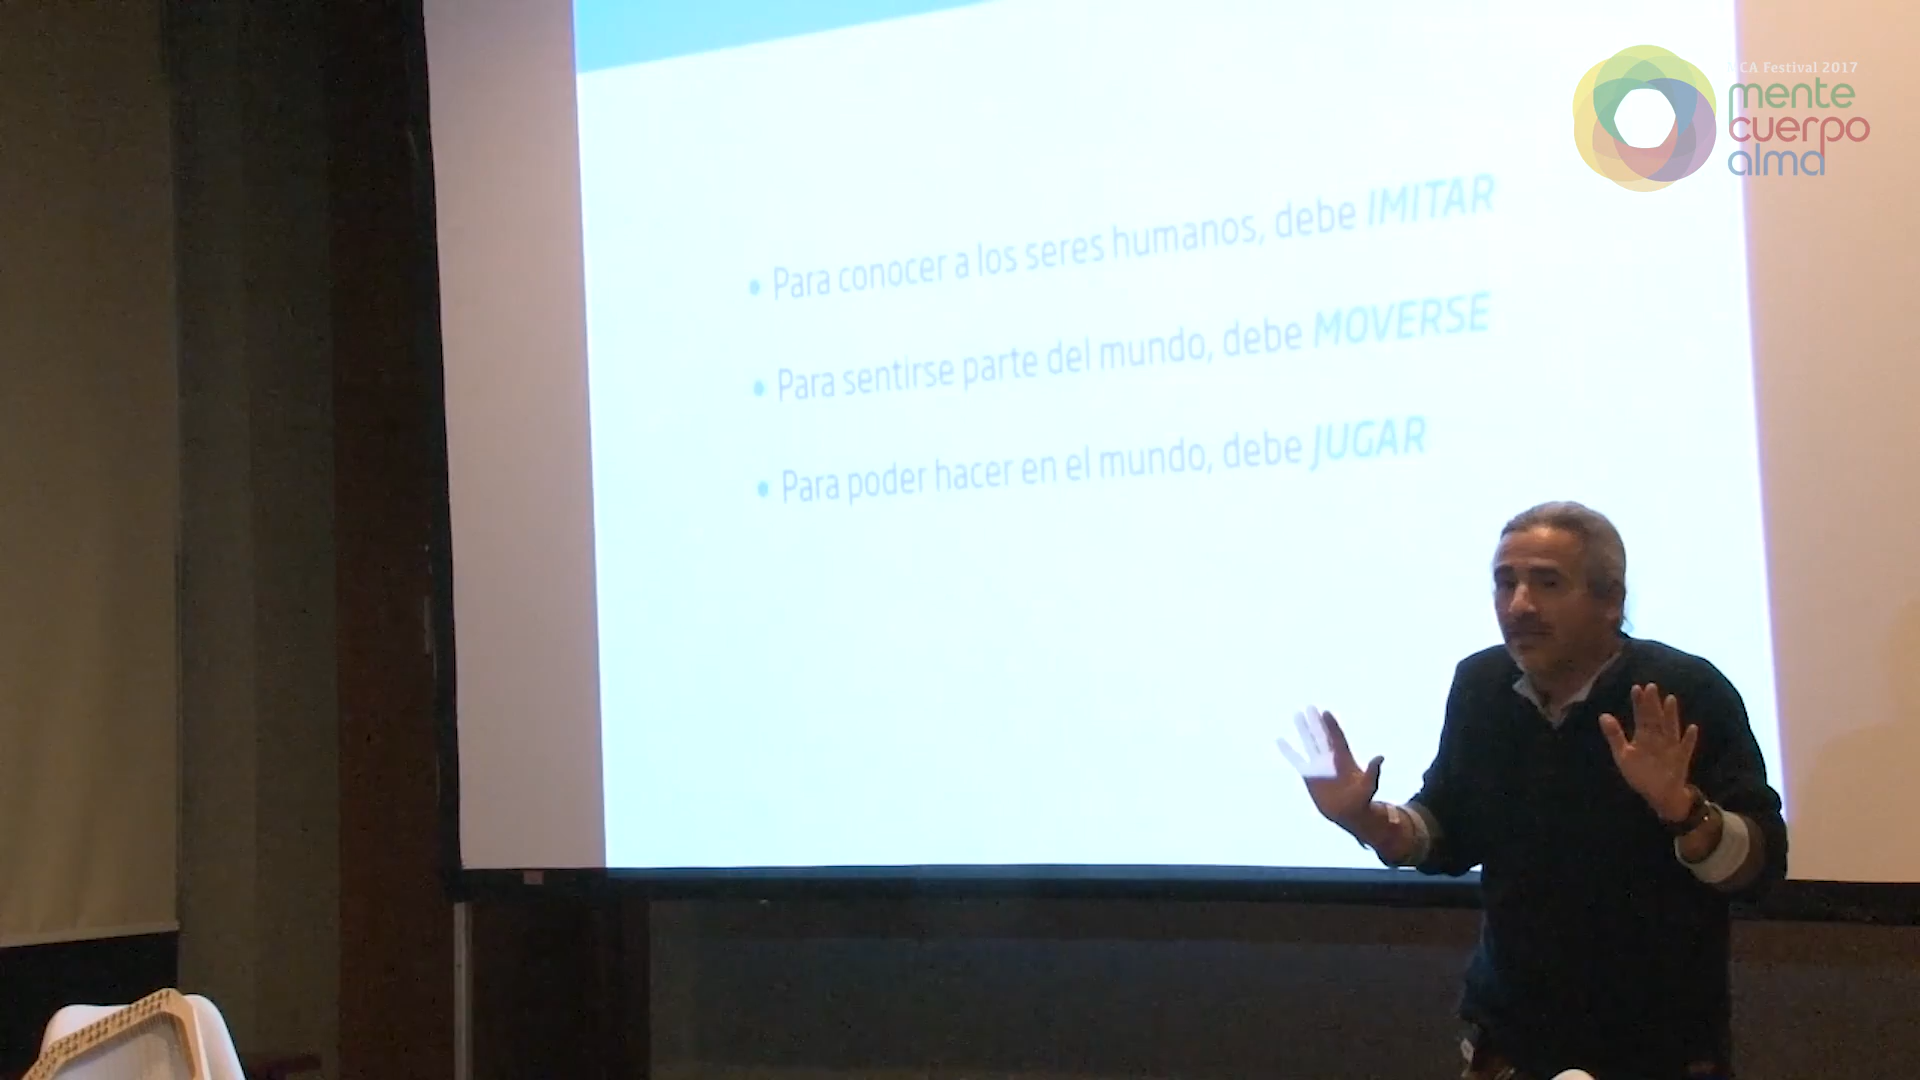 CA Festival 2017
mente
cuerpo
alma
• Para conocer a los seres humanos, debe IMITAR
• Para sentirse parte del mundo, debe MOVERSE
• Para poder hacer en el mundo, debe JUGAR